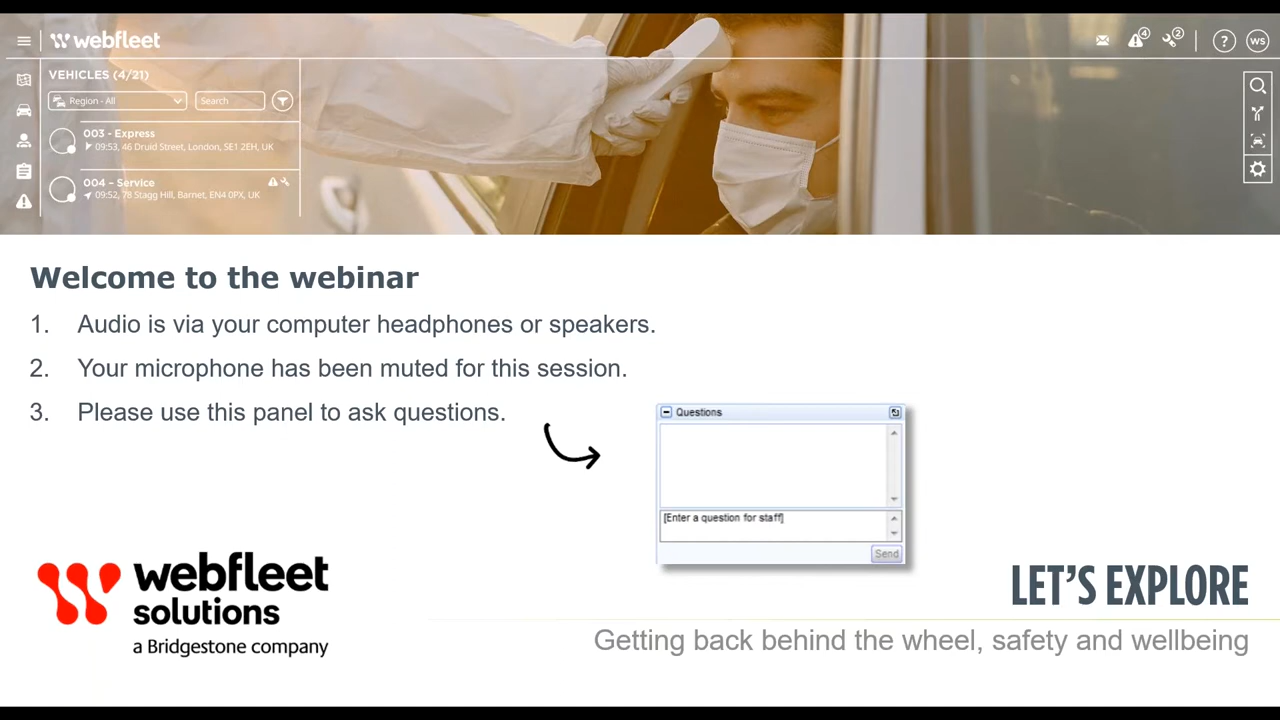 webfleet
4
2
?
WS
VEHICLES (4/21)
Region - All
Search
003 - Express
09:53, 46 Druid Street, London, SE1 2EH, UK
004 - Service
09:52, 78 Stagg Hill, Barnet, EN4 0PX, UK
Welcome to the webinar
1. Audio is via your computer headphones or speakers.
2. Your microphone has been muted for this session.
3. Please use this panel to ask questions.
Questions
[Enter a question for staff]
Send
webfleet
solutions
a Bridgestone company
LET'S EXPLORE
Getting back behind the wheel, safety and wellbeing